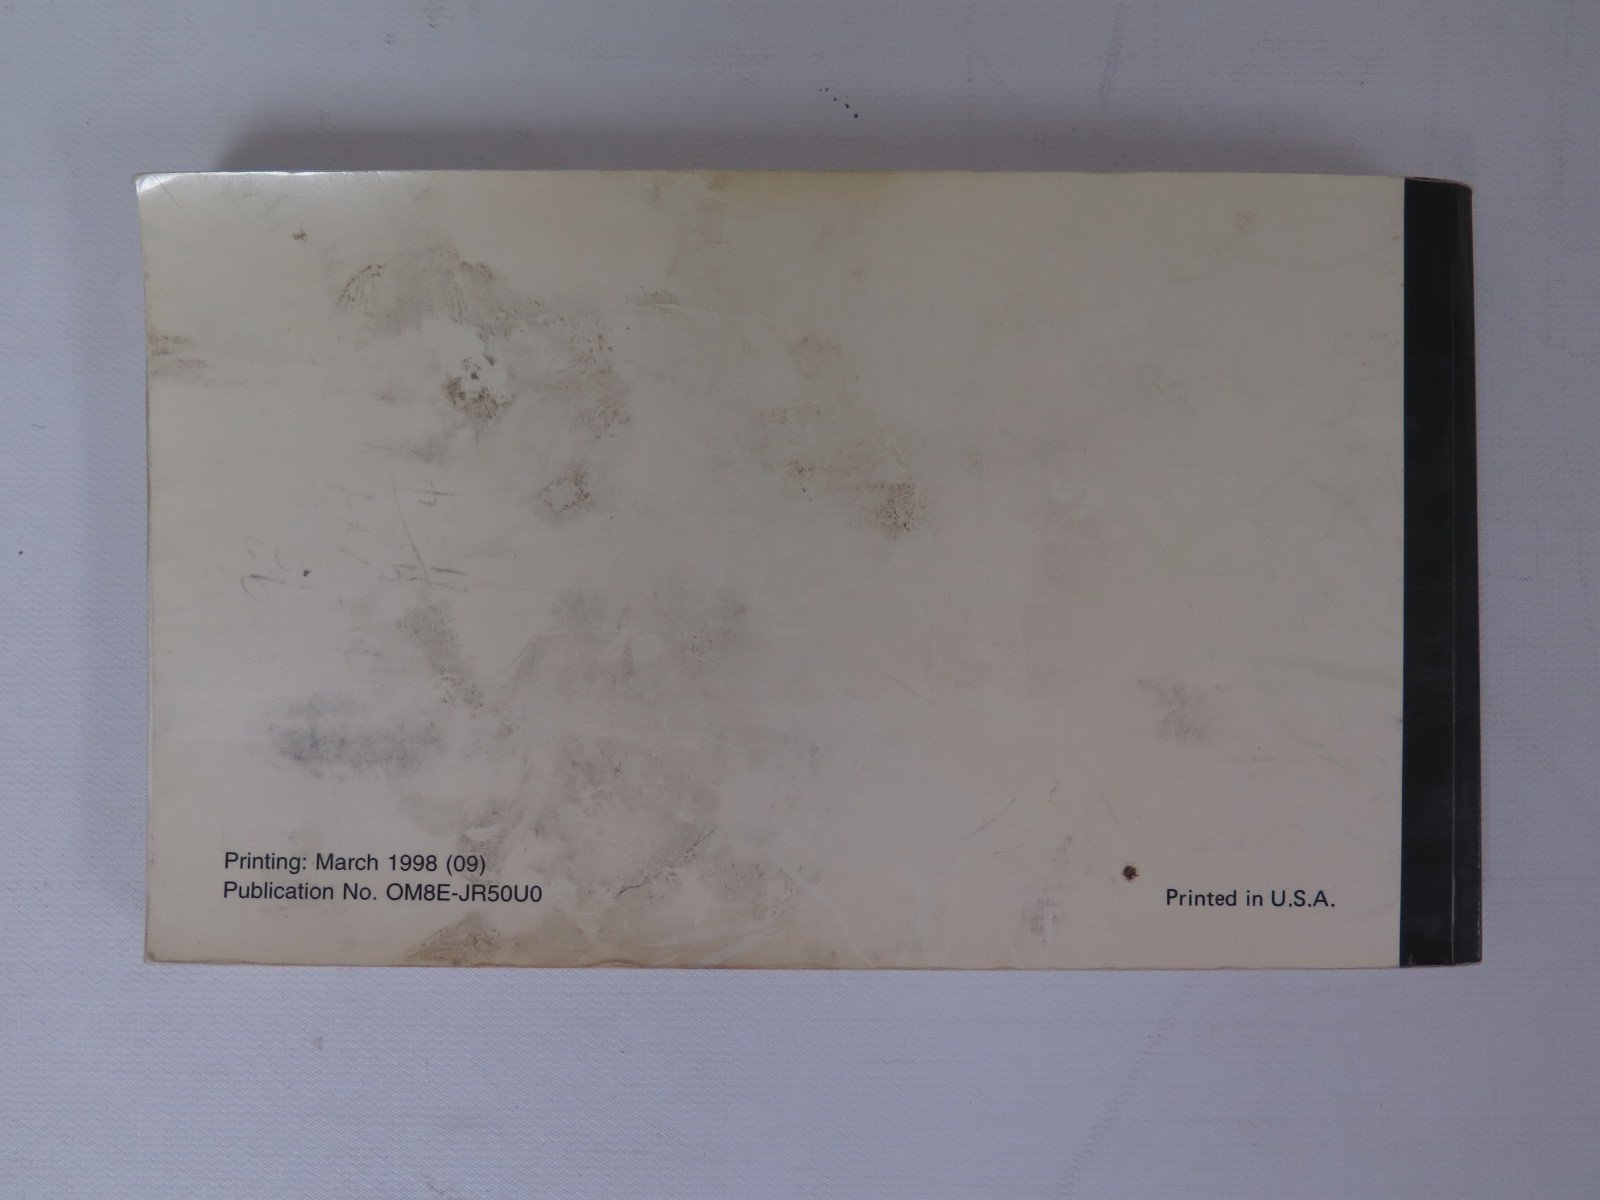 Printing: March 1998 (09)
Publication No. OM8E-JR50U0
Printed in U.S.A.